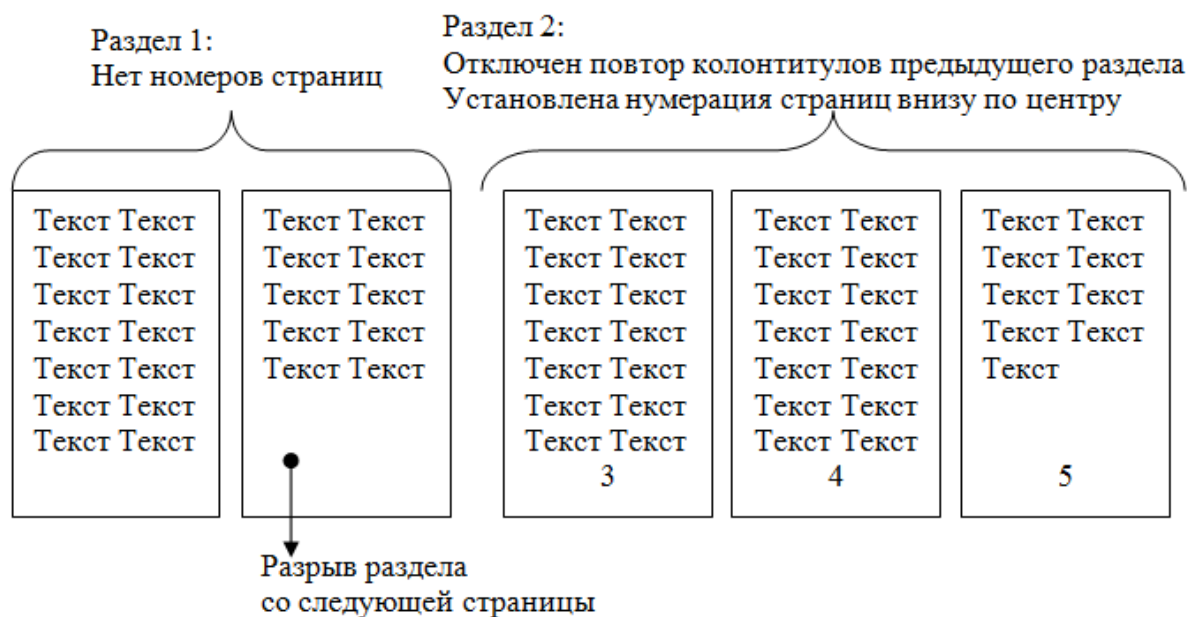 Раздел 1:
Нет номеров страниц
Раздел 2:
Отключен повтор колонтитулов предыдущего раздела
Установлена нумерация страниц внизу по центру
Текст Текст
Текст Текст
Текст Текст
Текст Текст
Текст Текст
Текст Текст
Текст Текст
Текст Текст
Текст Текст
Текст Текст
Текст Текст
Текст Текст
Разрыв раздела
со следующей страницы
Текст Текст
Текст Текст
Текст Текст
Текст Текст
Текст Текст
Текст Текст
Текст Текст
3
Текст Текст
Текст Текст
Текст Текст
Текст Текст
Текст Текст
Текст Текст
Текст Текст
4
Текст Текст
Текст Текст
Текст Текст
Текст Текст
Текст
5